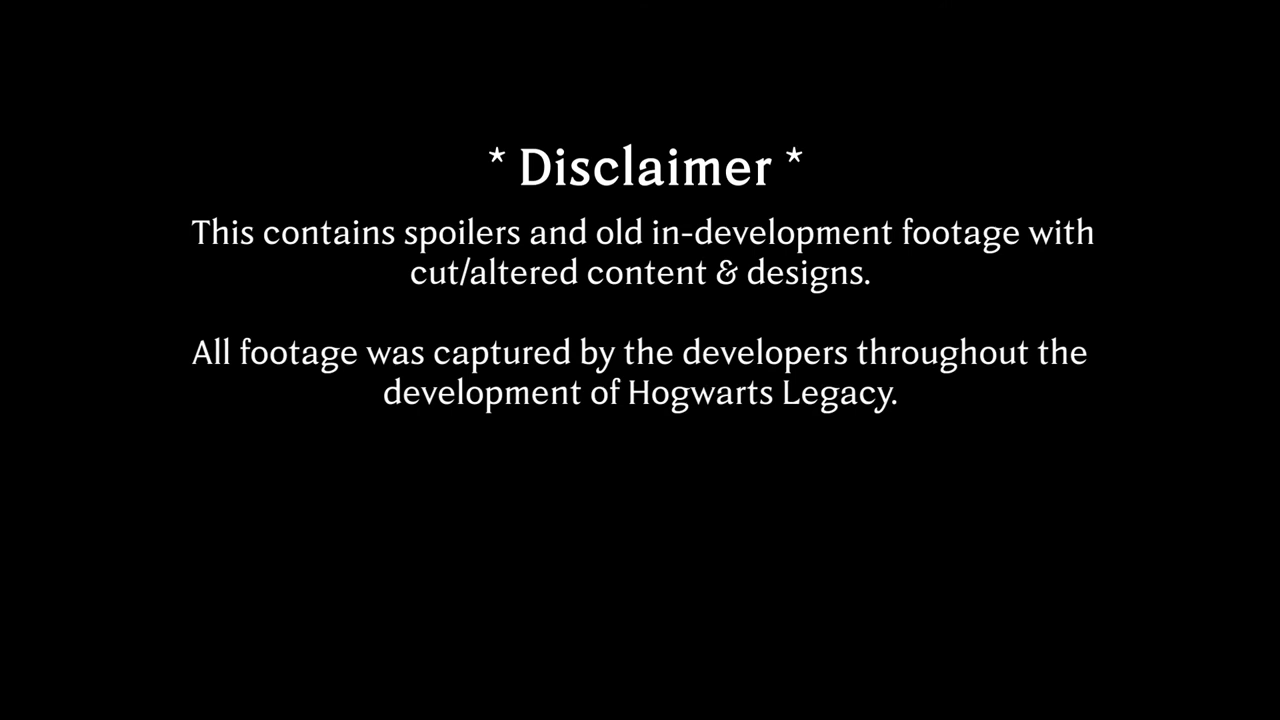 * Disclaimer *
This contains spoilers and old in-development footage with
cut/altered content & designs.
All footage was captured by the developers throughout the
development of Hogwarts Legacy.